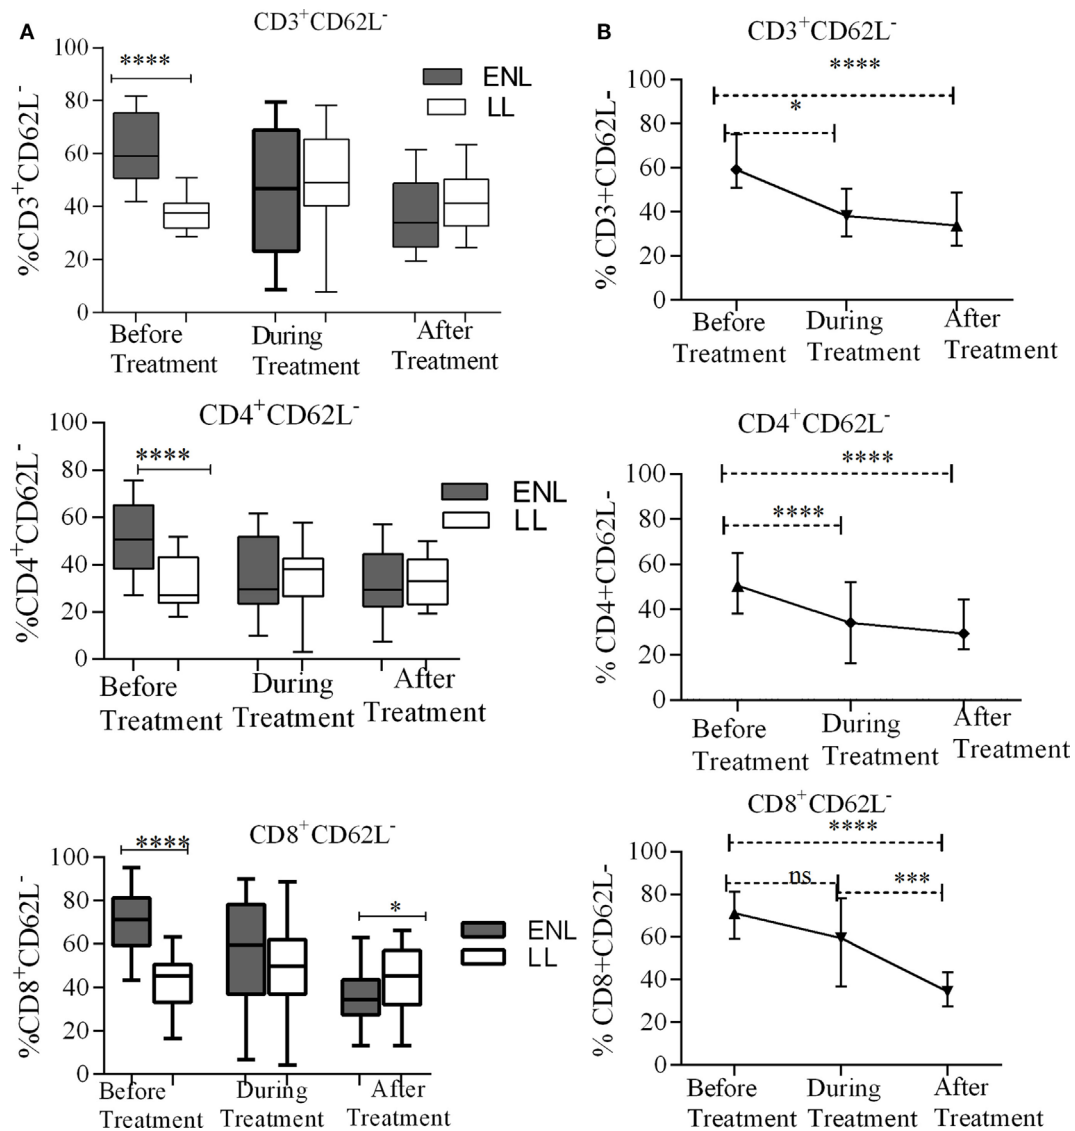 A
CD3+CD62L-
****
ENL
LL
%CD3+CD62L-
100
80
60
40
20
0
Before
Treatment
During
Treatment
After
Treatment
B
CD3+CD62L-
****
*
% CD3+CD62L-
100
80
60
40
20
0
Before
Treatment
During
Treatment
After
Treatment
CD4+CD62L-
****
ENL
LL
%CD4+CD62L-
100
80
60
40
20
0
Before
Treatment
During
Treatment
After
Treatment
CD4+CD62L-
****
****
% CD4+CD62L-
100
80
60
40
20
0
Before
Treatment
During
Treatment
After
Treatment
CD8+CD62L-
****
*
ENL
LL
%CD8+CD62L-
100
80
60
40
20
0
Before
Treatment
During
Treatment
After
Treatment
CD8+CD62L-
****
ns
***
% CD8+CD62L-
100
80
60
40
20
0
Before
Treatment
During
Treatment
After
Treatment